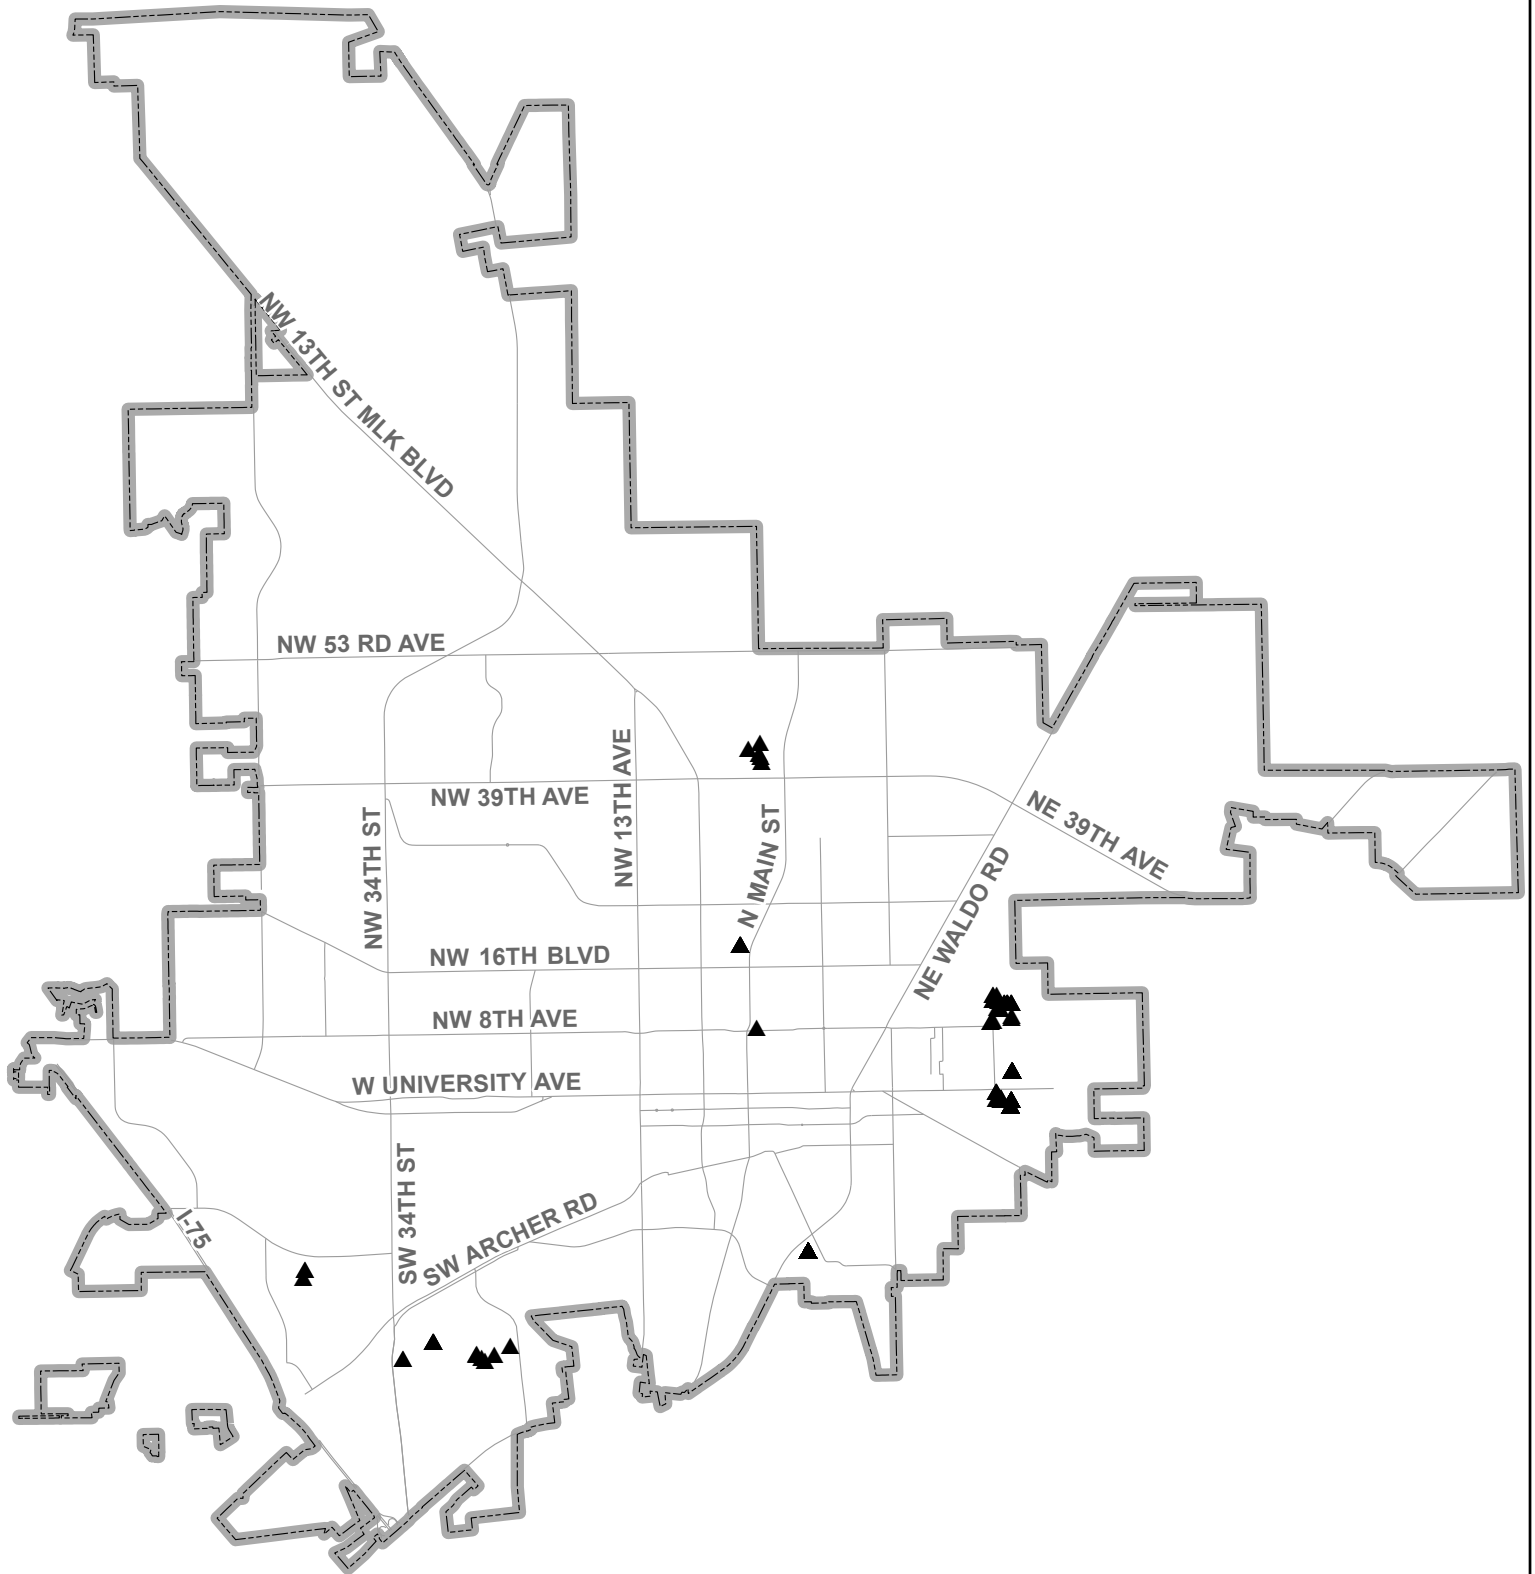 NW 13TH ST MLK BLVD
NW 53 RD AVE
NW 13TH AVE
NW 39TH AVE
NE 39TH AVE
NW 34TH ST
N MAIN ST
NE WALDO RD
NW 16TH BLVD
NW 8TH AVE
W UNIVERSITY AVE
SW 34TH ST
SW ARCHER RD
I-75